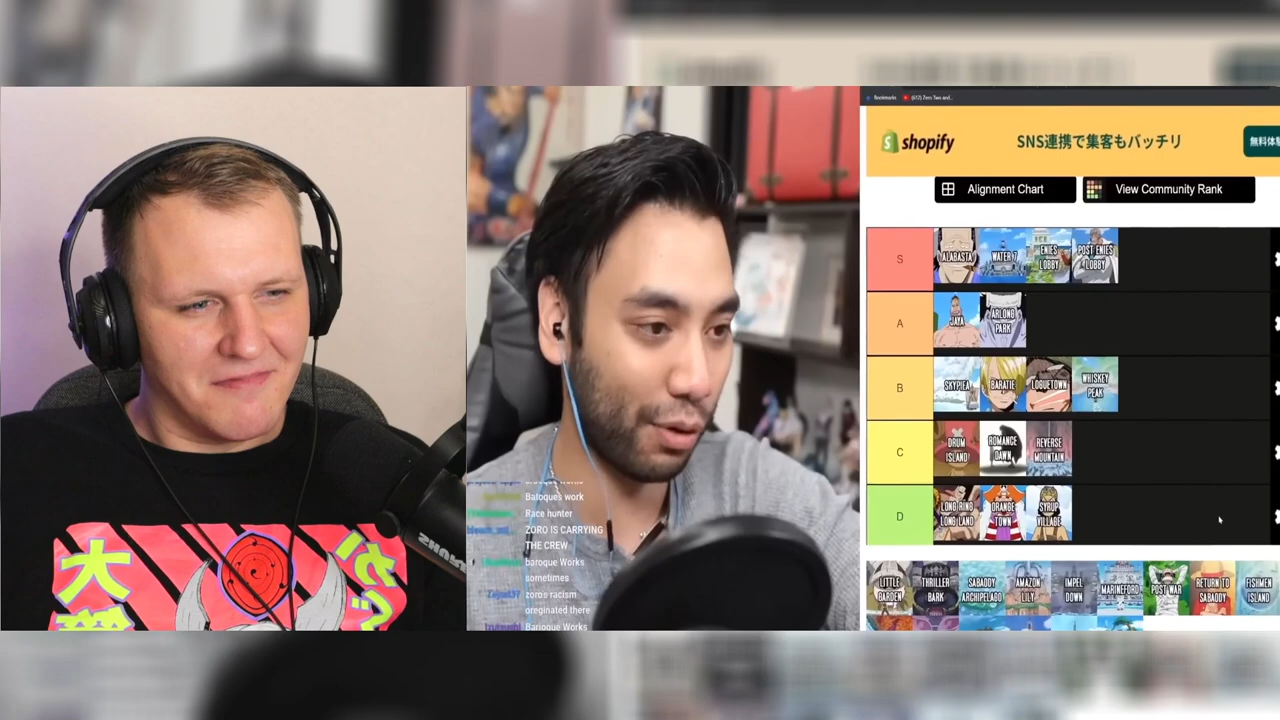 Bookmarks
shopify
SNS連携で集客もバッチリ
Alignment Chart
View Community Rank
S
ALABASTA
WATER 7
ENIES LOBBY
POST ENIES LOBBY
A
JAYA
ARLONG PARK
B
SKYPIEA
BARATIE
LOGUETOWN
WHISKEY PEAK
C
DRUM ISLAND
ROMANCE DAWN
REVERSE MOUNTAIN
D
LONG RING LONG LAND
ORANGE TOWN
SYRUP VILLAGE
LITTLE GARDEN
THRILLER BARK
SABAODY ARCHIPELAGO
AMAZON LILY
IMPEL DOWN
MARINEFORD
POST WAR
RETURN TO SABAODY
FISHMEN ISLAND
Baroques work
Race hunter
ZORO IS CARRYING
THE CREW
baroque Works
sometimes
zoros racism
oreginated there
Barioque Works
大